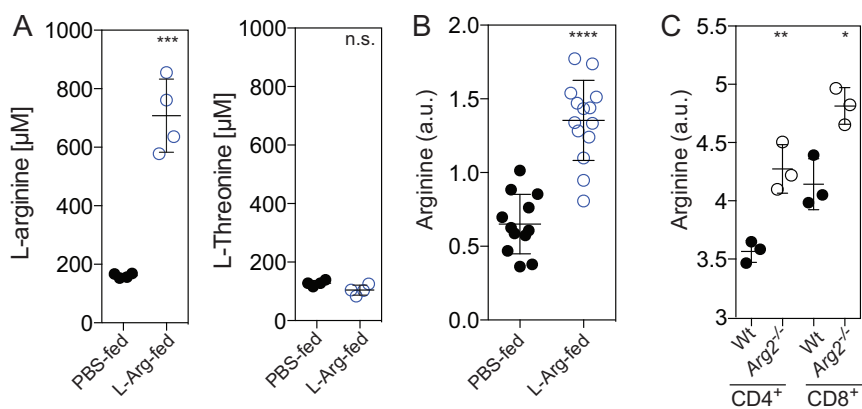 A
L-arginine [µM]
1000
800
600
400
200
0
***
PBS-fed
L-Arg-fed
L-Threonine [µM]
1000
800
600
400
200
0
n.s.
PBS-fed
L-Arg-fed
B
Arginine (a.u.)
2.0
1.5
1.0
0.5
0.0
****
PBS-fed
L-Arg-fed
C
Arginine (a.u.)
5.5
5
4.5
4
3.5
3
** *
Wt Arg2-/- Wt Arg2-/-
CD4+ CD8+